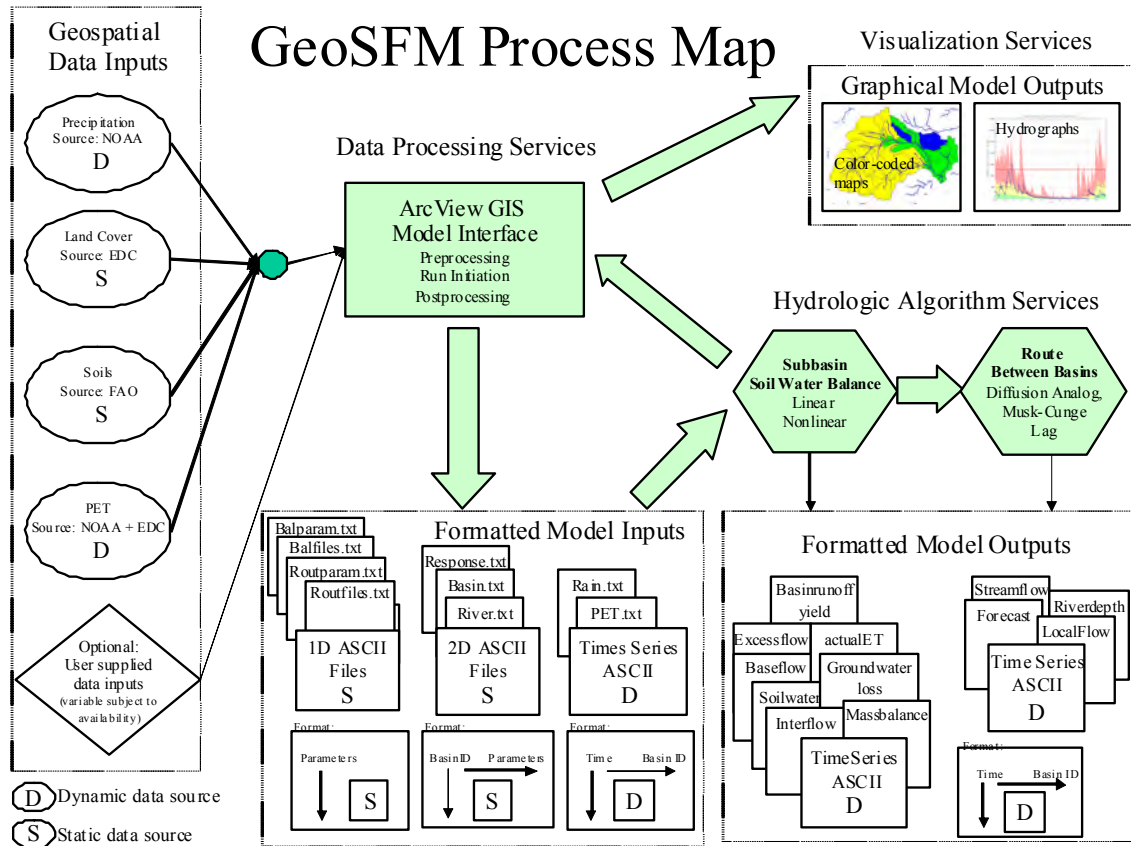 GeoSFM Process Map
Geospatial
Data Inputs
Precipitation
Source: NOAA
D
Land Cover
Source: EDC
S
Soils
Source: FAO
S
PET
Source: NOAA + EDC
D
Optional:
User supplied
data inputs
(variable subject to
availability)
D Dynamic data source
S Static data source
Data Processing Services
ArcView GIS
Model Interface
Preprocessing
Run Initiation
Postprocessing
Visualization Services
Graphical Model Outputs
Color-coded
maps
Hydrographs
Hydrologic Algorithm Services
Subbasin
Soil Water Balance
Linear
Nonlinear
Route
Between Basins
Diffusion Analog,
Musk-Cunge
Lag
Formatted Model Inputs
Balparam.txt
Balfiles.txt
Routparam.txt
Routfiles.txt
1D ASCII
Files
S
Response.txt
Basin.txt
River.txt
2D ASCII
Files
S
Rain.txt
PET.txt
Times Series
ASCII
D
Format:
Parameters
S
Format:
Basin ID Parameters
S
Format:
Time Basin ID
D
Formatted Model Outputs
Basinrunoff
yield
Excessflow
actualET
Baseflow
Groundwater
loss
Soilwater
Interflow
Massbalance
Time Series
ASCII
D
Streamflow
Forecast
Riverdepth
LocalFlow
Time Series
ASCII
D
Format:
Time Basin ID
D